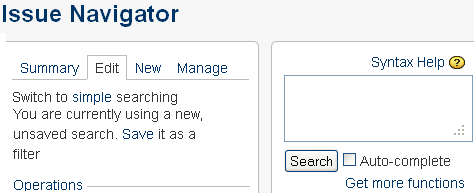 Issue Navigator
Summary Edit New Manage
Switch to simple searching
You are currently using a new,
unsaved search. Save it as a
filter
Operations
Syntax Help ?
Search Auto-complete
Get more functions